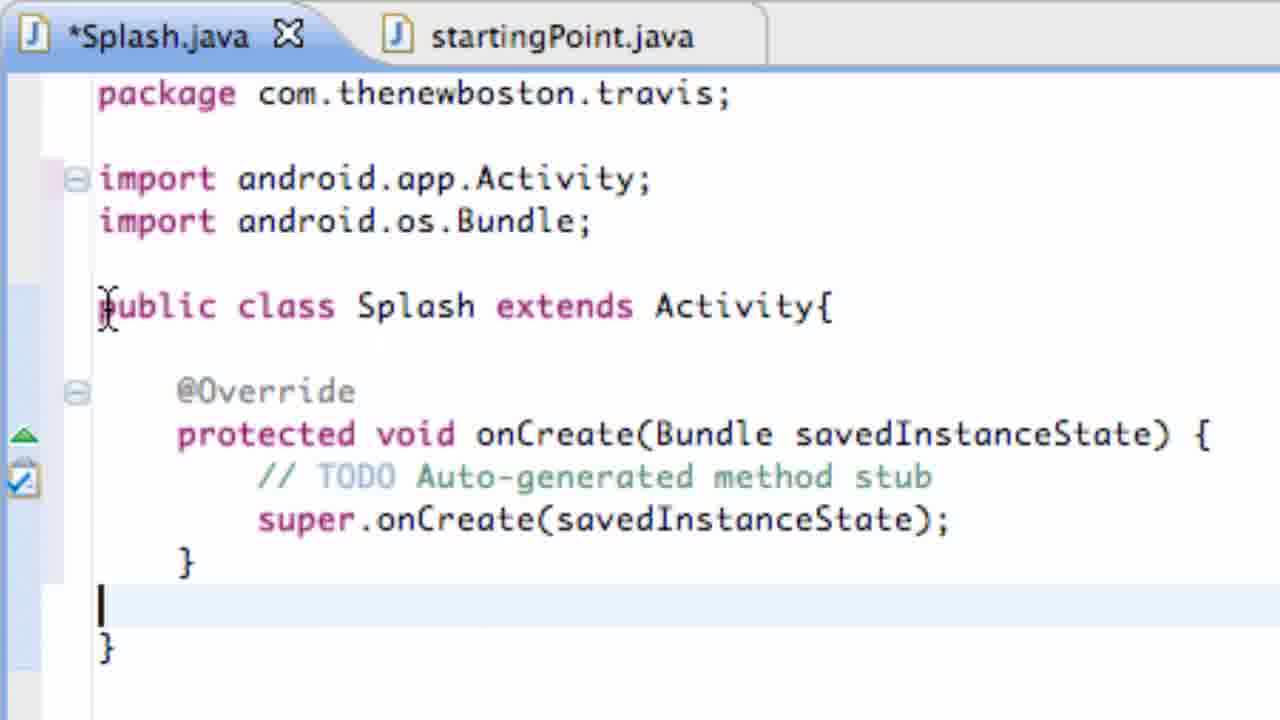 *Splash.java startingPoint.java
package com.thenewboston.travis;
import android.app.Activity;
import android.os.Bundle;
public class Splash extends Activity{
@Override
protected void onCreate(Bundle savedInstanceState) {
// TODO Auto-generated method stub
super.onCreate(savedInstanceState);
}
}